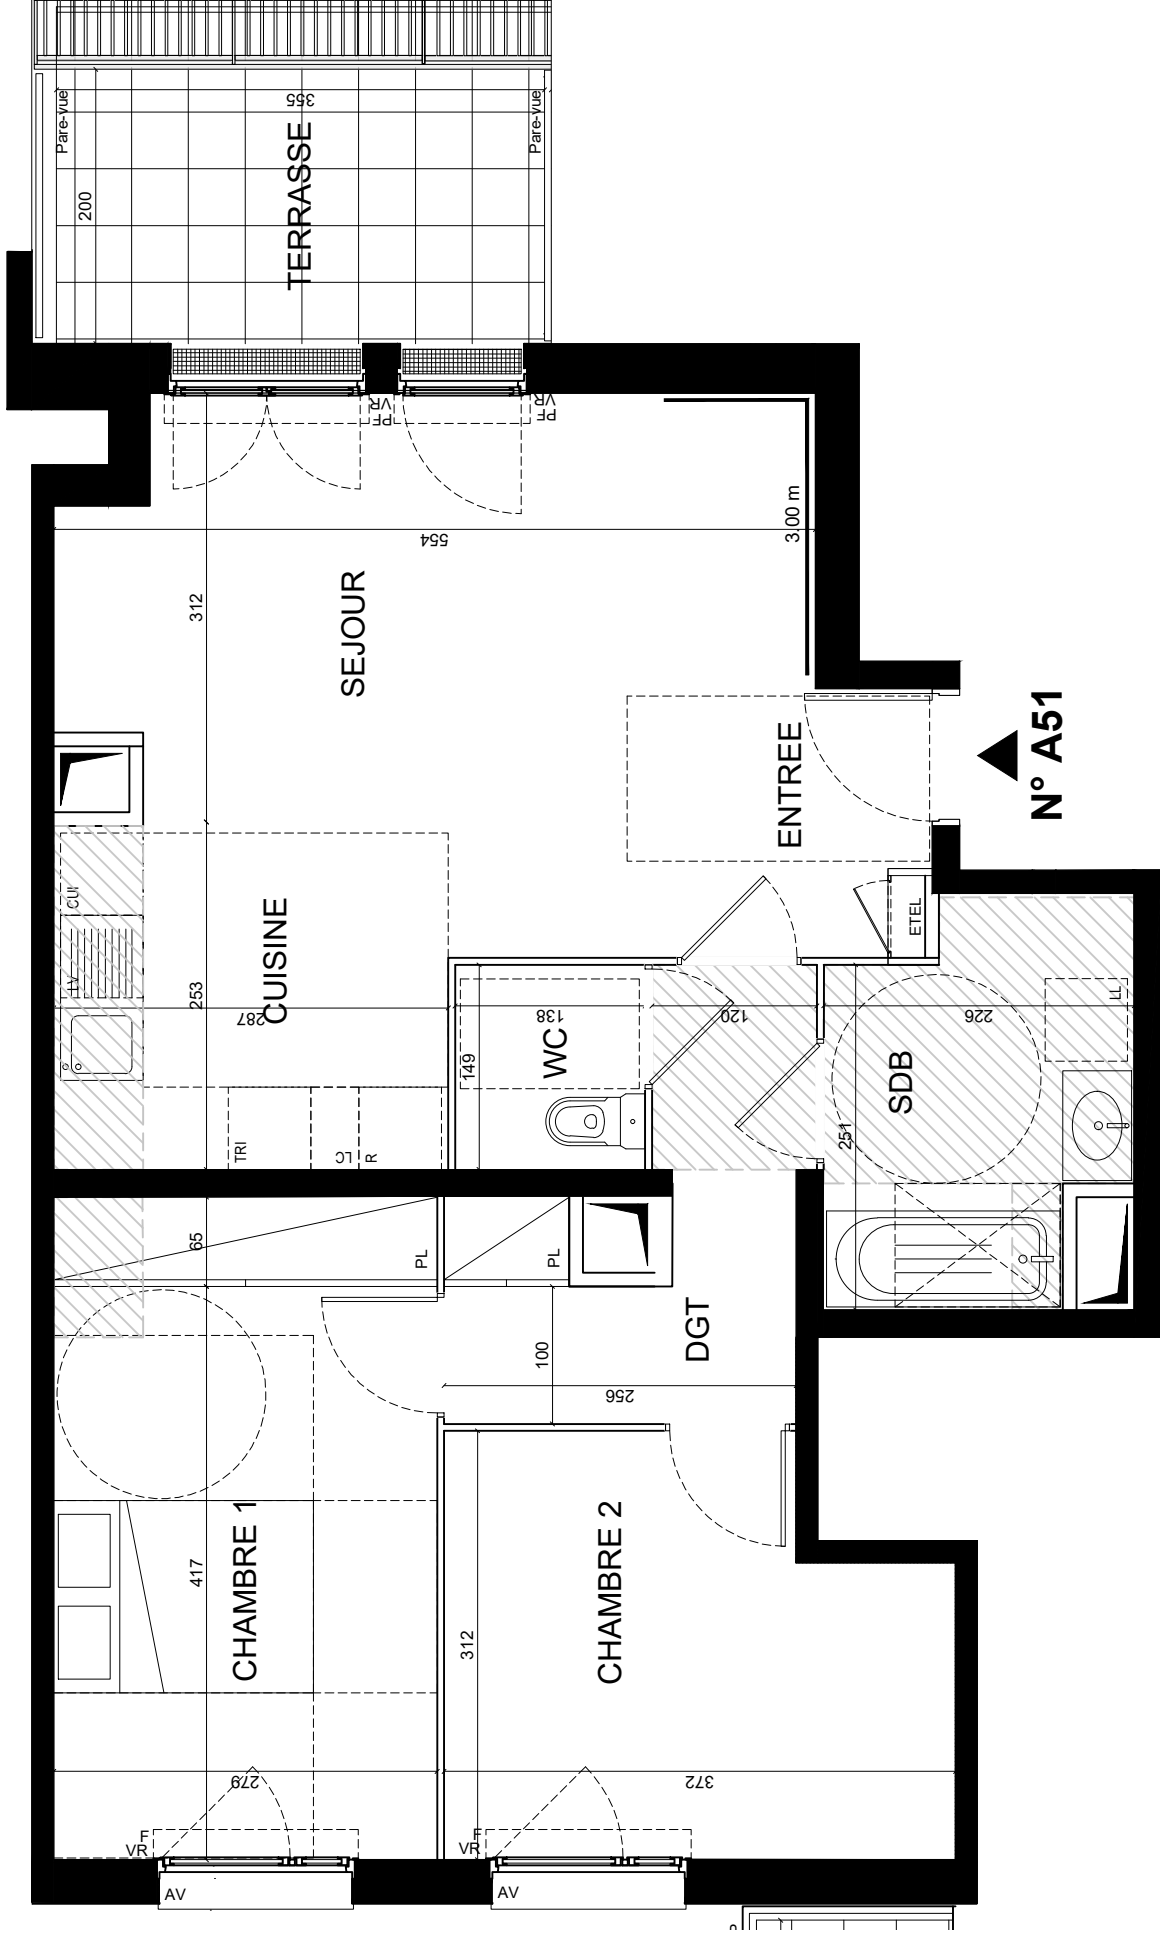 Pare-vue
355
Pare-vue
200
TERRASSE
VR
PF
VR
PF
554
3.00 m
312
SEJOUR
ENTREE
N° A51
CUI
LV
CUISINE
253
287
ETEL
138
120
226
LL
149
WC
SDB
251
TRI
LC
R
65
PL
PL
DGT
100
256
417
CHAMBRE 1
CHAMBRE 2
312
279
372
F
VR
F
VR
AV
AV